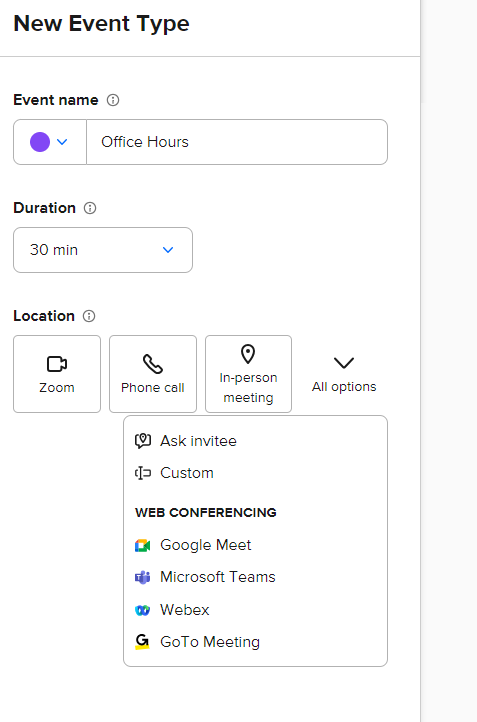 New Event Type
Event name
Office Hours
Duration
30 min
Location
Zoom
Phone call
In-person
meeting
All options
Ask invitee
Custom
WEB CONFERENCING
Google Meet
Microsoft Teams
Webex
GoTo Meeting